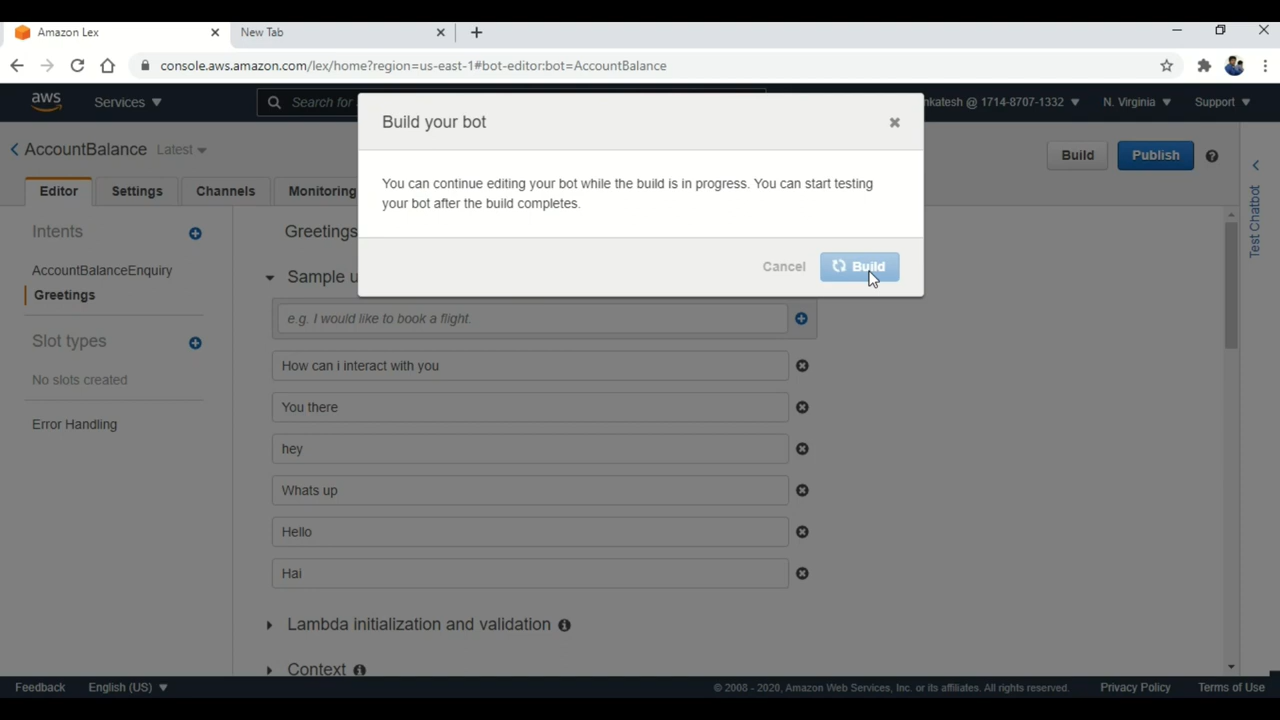 Amazon Lex
New Tab
console.aws.amazon.com/lex/home?region=us-east-1#bot-editor:bot=AccountBalance
aws
Services
Search for
nkatesh @ 1714-8707-1332
N. Virginia
Support
Build your bot
AccountBalance Latest
Build
Publish
You can continue editing your bot while the build is in progress. You can start testing
your bot after the build completes.
Editor
Settings
Channels
Monitoring
Test Chatbot
Intents
Greetings
Cancel
Build
AccountBalanceEnquiry
Greetings
Sample u
e.g. I would like to book a flight.
Slot types
No slots created
Error Handling
How can i interact with you
You there
hey
Whats up
Hello
Hai
Lambda initialization and validation
Context
Feedback
English (US)
© 2008 - 2020, Amazon Web Services, Inc. or its affiliates. All rights reserved.
Privacy Policy
Terms of Use